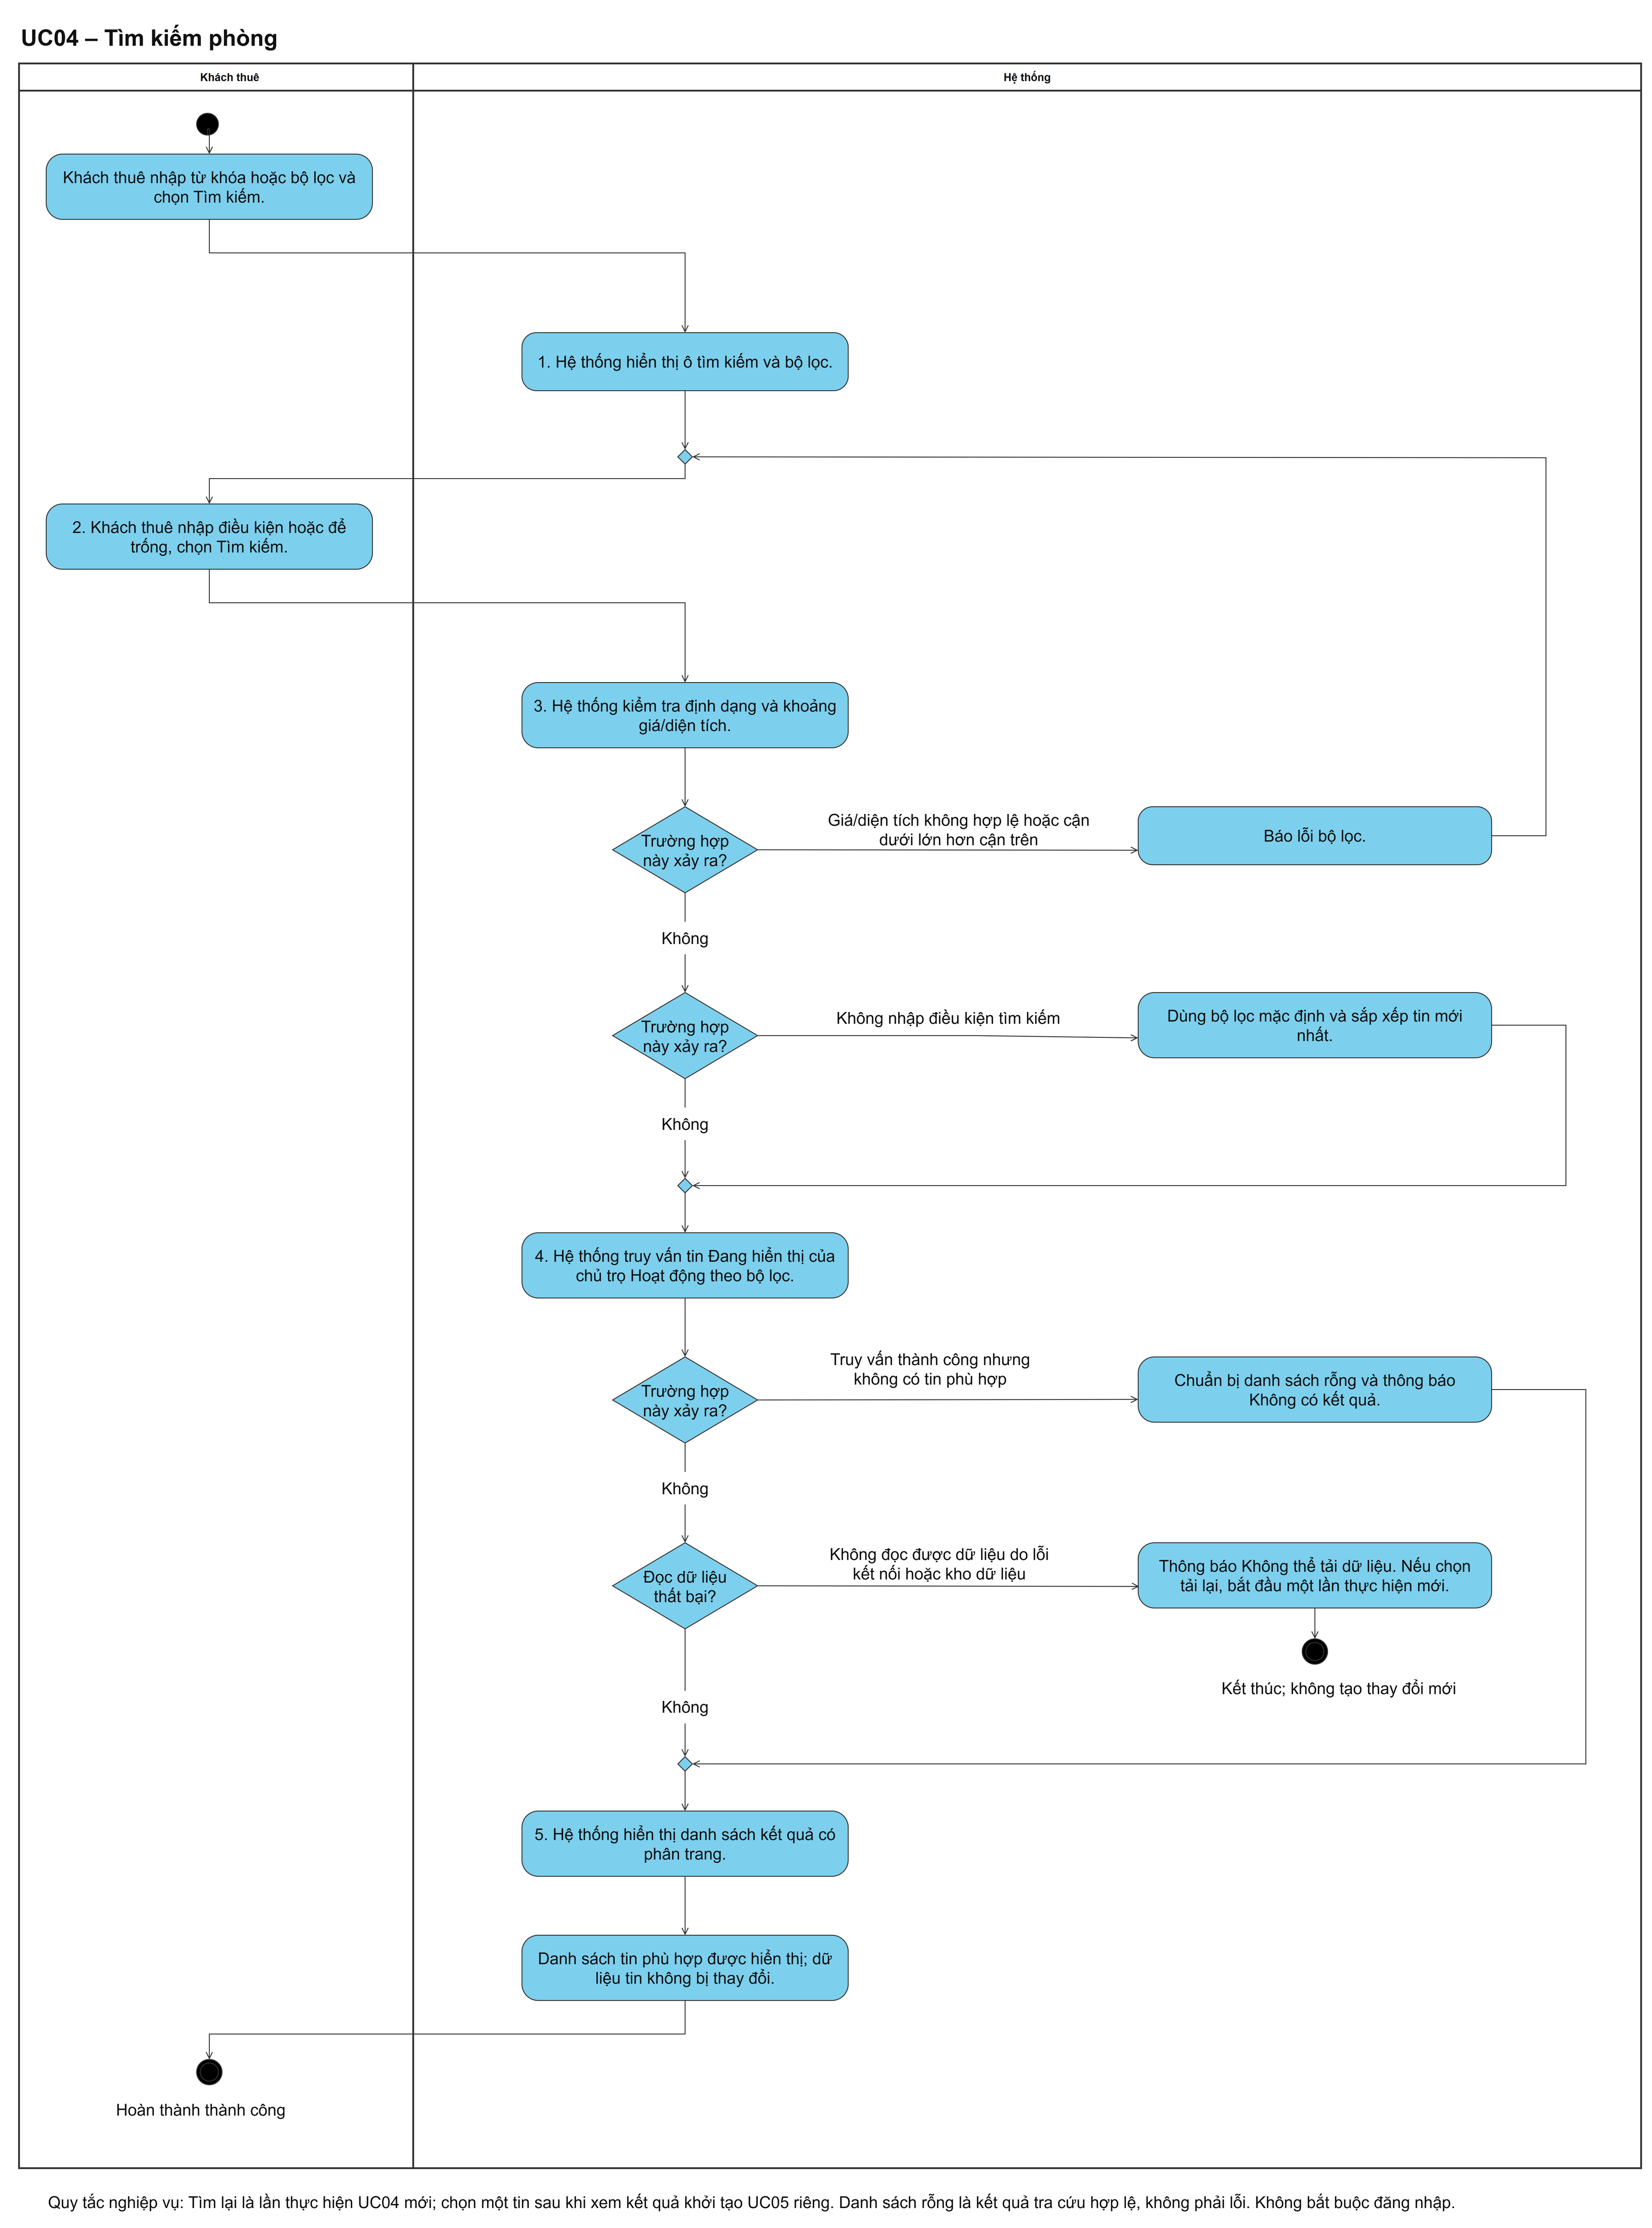 UC04 – Tìm kiếm phòng
Khách thuê
Hệ thống
Khách thuê nhập từ khóa hoặc bộ lọc và
chọn Tìm kiếm.
1. Hệ thống hiển thị ô tìm kiếm và bộ lọc.
2. Khách thuê nhập điều kiện hoặc để
trống, chọn Tìm kiếm.
3. Hệ thống kiểm tra định dạng và khoảng
giá/diện tích.
Trường hợp
này xảy ra?
Giá/diện tích không hợp lệ hoặc cận
dưới lớn hơn cận trên
Báo lỗi bộ lọc.
Không
Trường hợp
này xảy ra?
Không nhập điều kiện tìm kiếm
Dùng bộ lọc mặc định và sắp xếp tin mới
nhất.
Không
4. Hệ thống truy vấn tin Đang hiển thị của
chủ trọ Hoạt động theo bộ lọc.
Trường hợp
này xảy ra?
Truy vấn thành công nhưng
không có tin phù hợp
Chuẩn bị danh sách rỗng và thông báo
Không có kết quả.
Không
Đọc dữ liệu
thất bại?
Không đọc được dữ liệu do lỗi
kết nối hoặc kho dữ liệu
Thông báo Không thể tải dữ liệu. Nếu chọn
tải lại, bắt đầu một lần thực hiện mới.
Kết thúc; không tạo thay đổi mới
Không
5. Hệ thống hiển thị danh sách kết quả có
phân trang.
Danh sách tin phù hợp được hiển thị; dữ
liệu tin không bị thay đổi.
Hoàn thành thành công
Quy tắc nghiệp vụ: Tìm lại là lần thực hiện UC04 mới; chọn một tin sau khi xem kết quả khởi tạo UC05 riêng. Danh sách rỗng là kết quả tra cứu hợp lệ, không phải lỗi. Không bắt buộc đăng nhập.